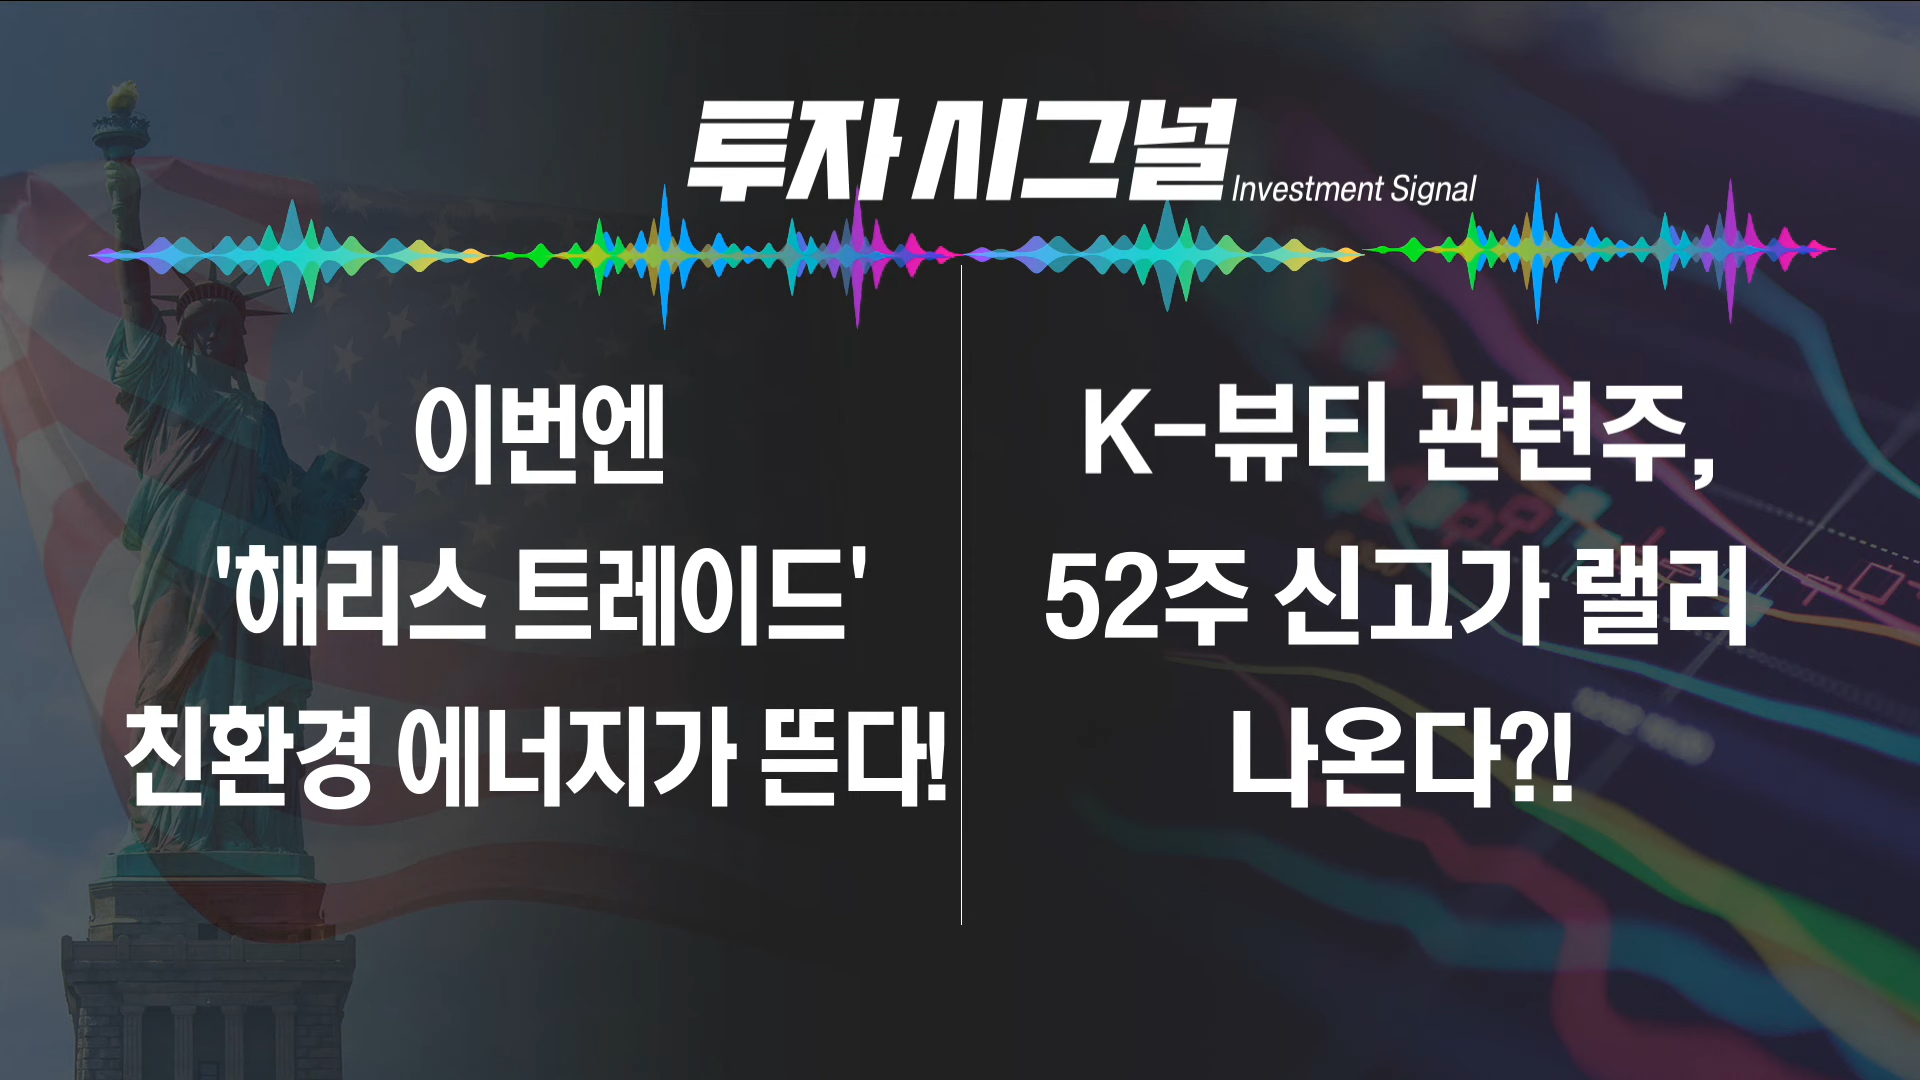 투자 시그널 Investment Signal
이번엔
'해리스 트레이드'
친환경 에너지가 뜬다!
K-뷰티 관련주,
52주 신고가 랠리
나온다?!